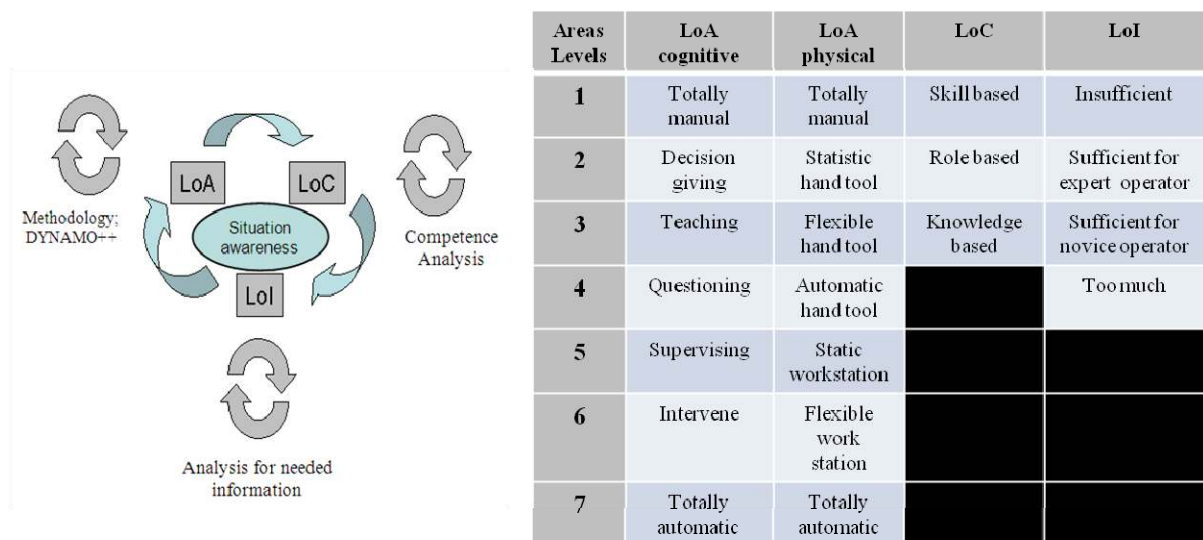 LoA
LoC
Situation
awareness
LoI
Methodology;
DYNAMO++
Competence
Analysis
Analysis for needed
information
Areas
Levels
LoA
cognitive
LoA
physical
LoC
LoI
1
Totally
manual
Totally
manual
Skill based
Insufficient
2
Decision
giving
Statistic
hand tool
Role based
Sufficient for
expert operator
3
Teaching
Flexible
hand tool
Knowledge
based
Sufficient for
novice operator
4
Questioning
Automatic
hand tool
Too much
5
Supervising
Static
workstation
6
Intervene
Flexible
work
station
7
Totally
automatic
Totally
automatic